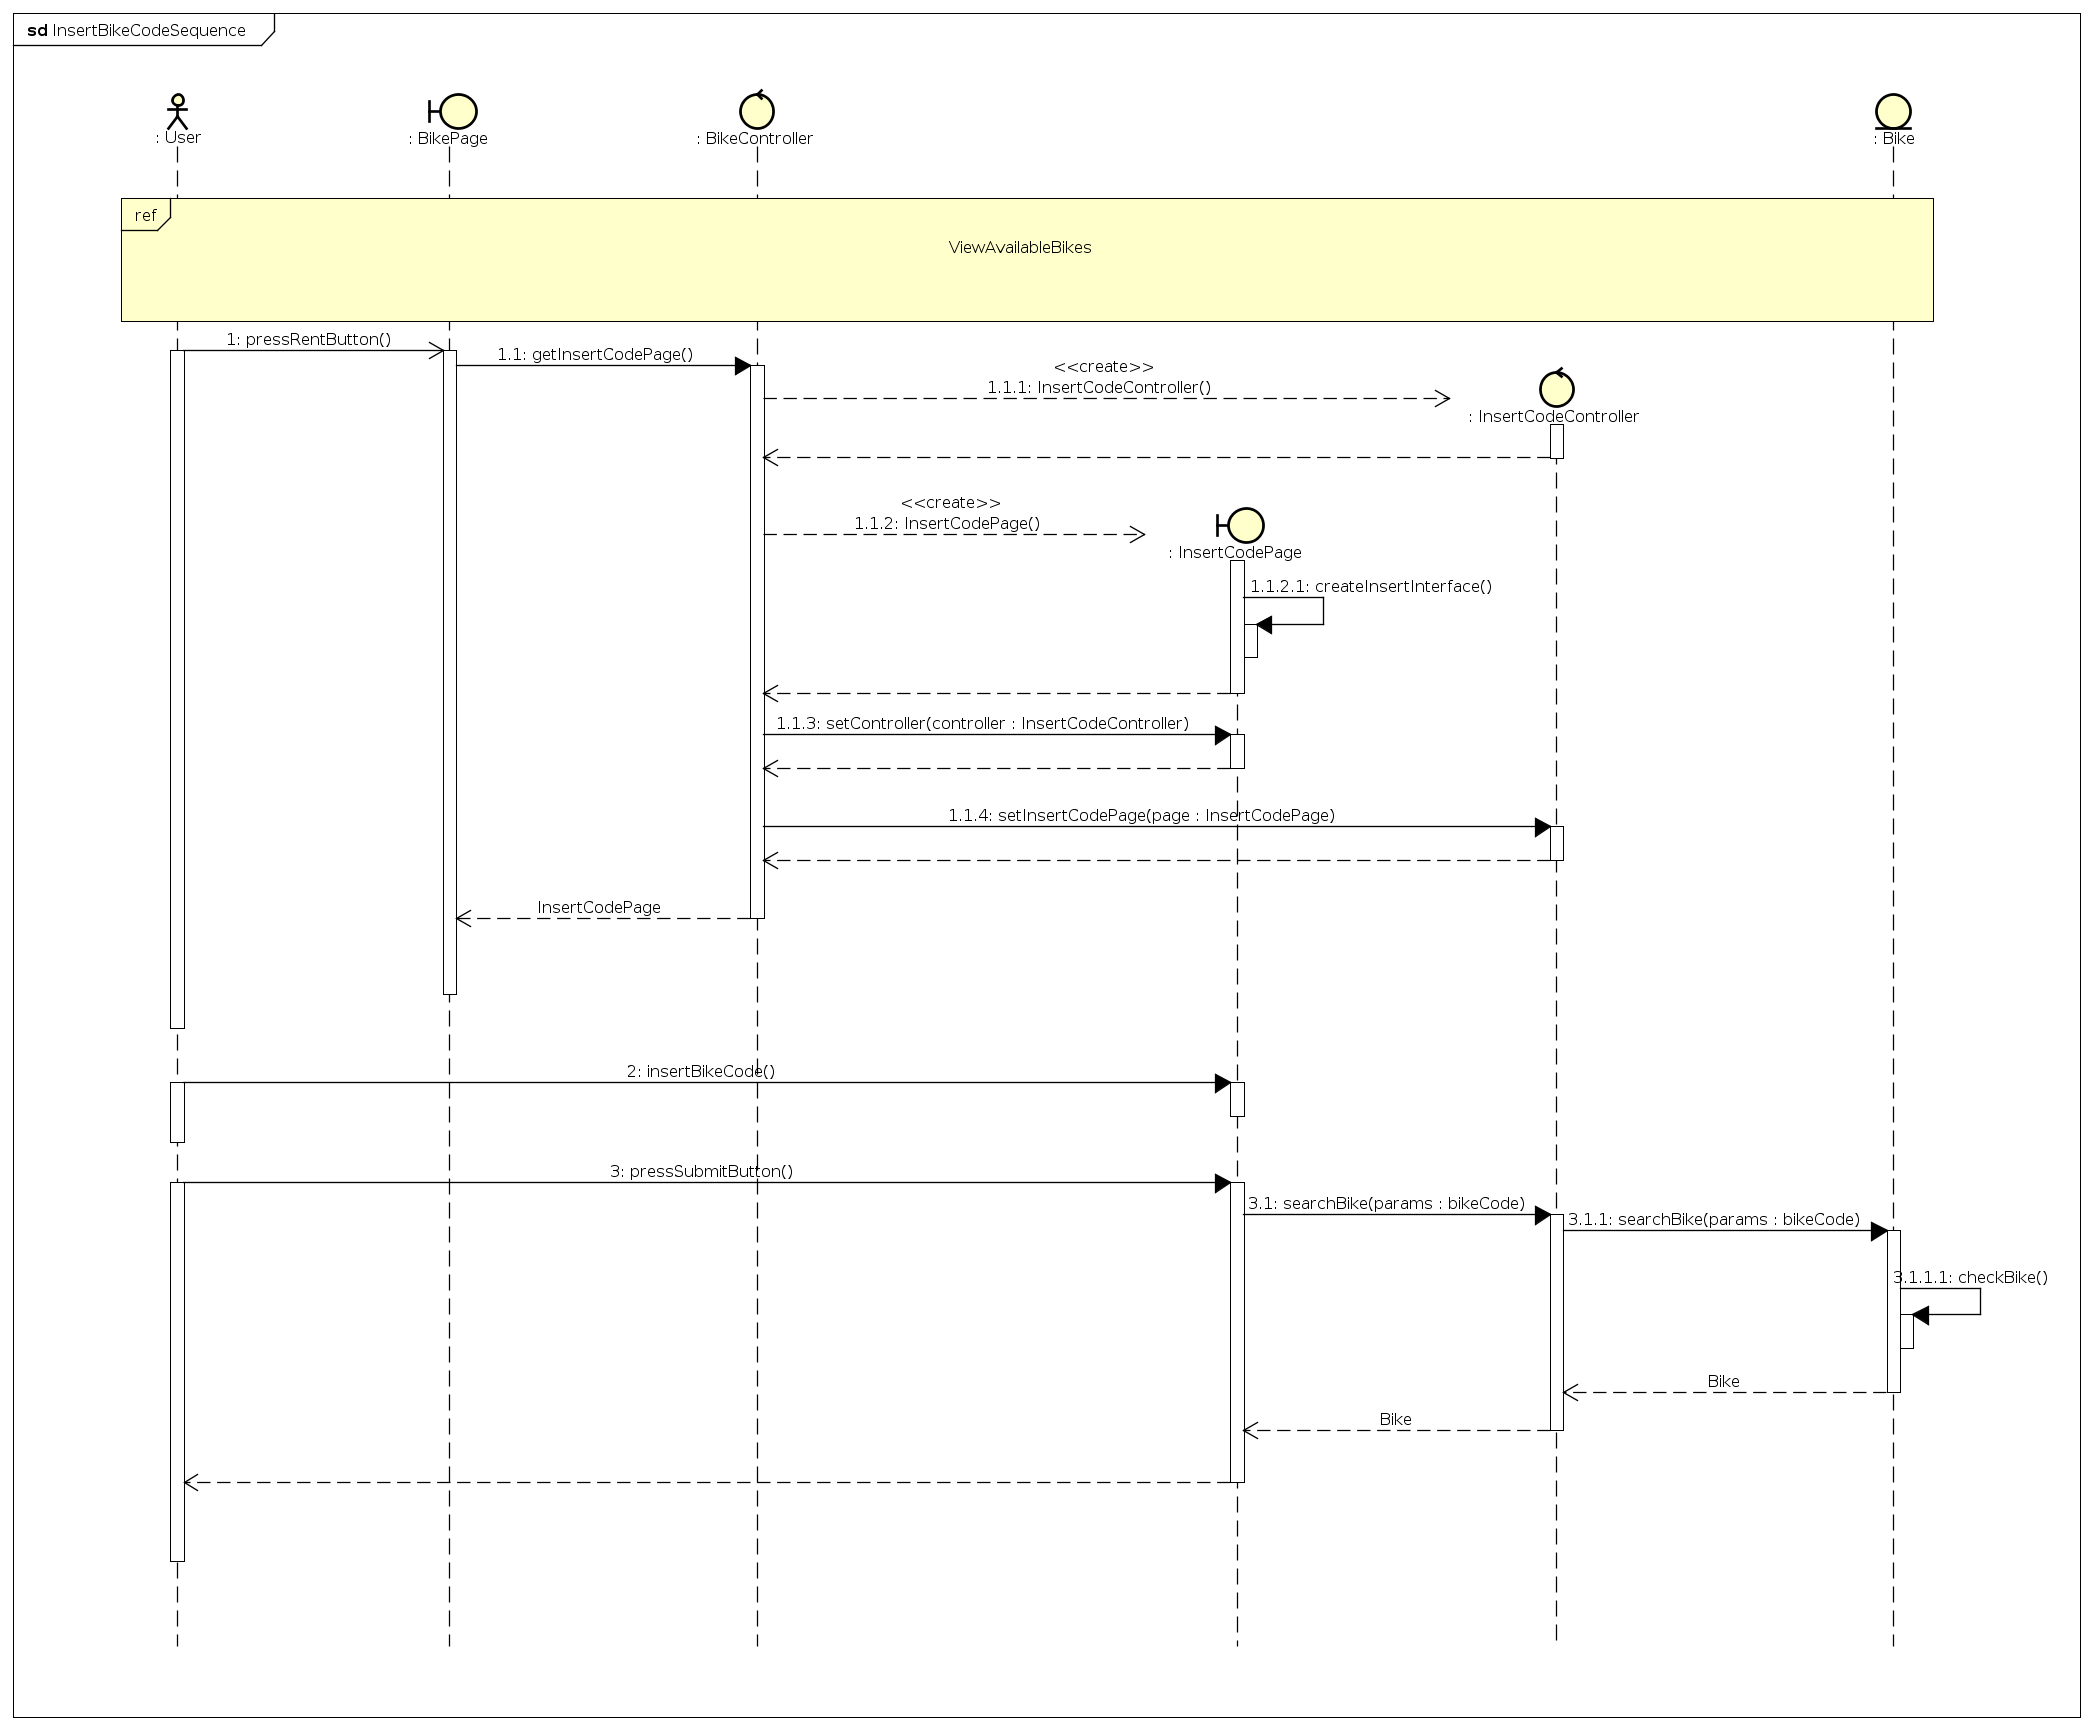 sd InsertBikeCodeSequence
: User
: BikePage
: BikeController
: Bike
ref
ViewAvailableBikes
1: pressRentButton()
1.1: getInsertCodePage()
<<create>>
1.1.1: InsertCodeController()
: InsertCodeController
<<create>>
1.1.2: InsertCodePage()
: InsertCodePage
1.1.2.1: createInsertInterface()
1.1.3: setController(controller : InsertCodeController)
1.1.4: setInsertCodePage(page : InsertCodePage)
InsertCodePage
2: insertBikeCode()
3: pressSubmitButton()
3.1: searchBike(params : bikeCode)
3.1.1: searchBike(params : bikeCode)
3.1.1.1: checkBike()
Bike
Bike